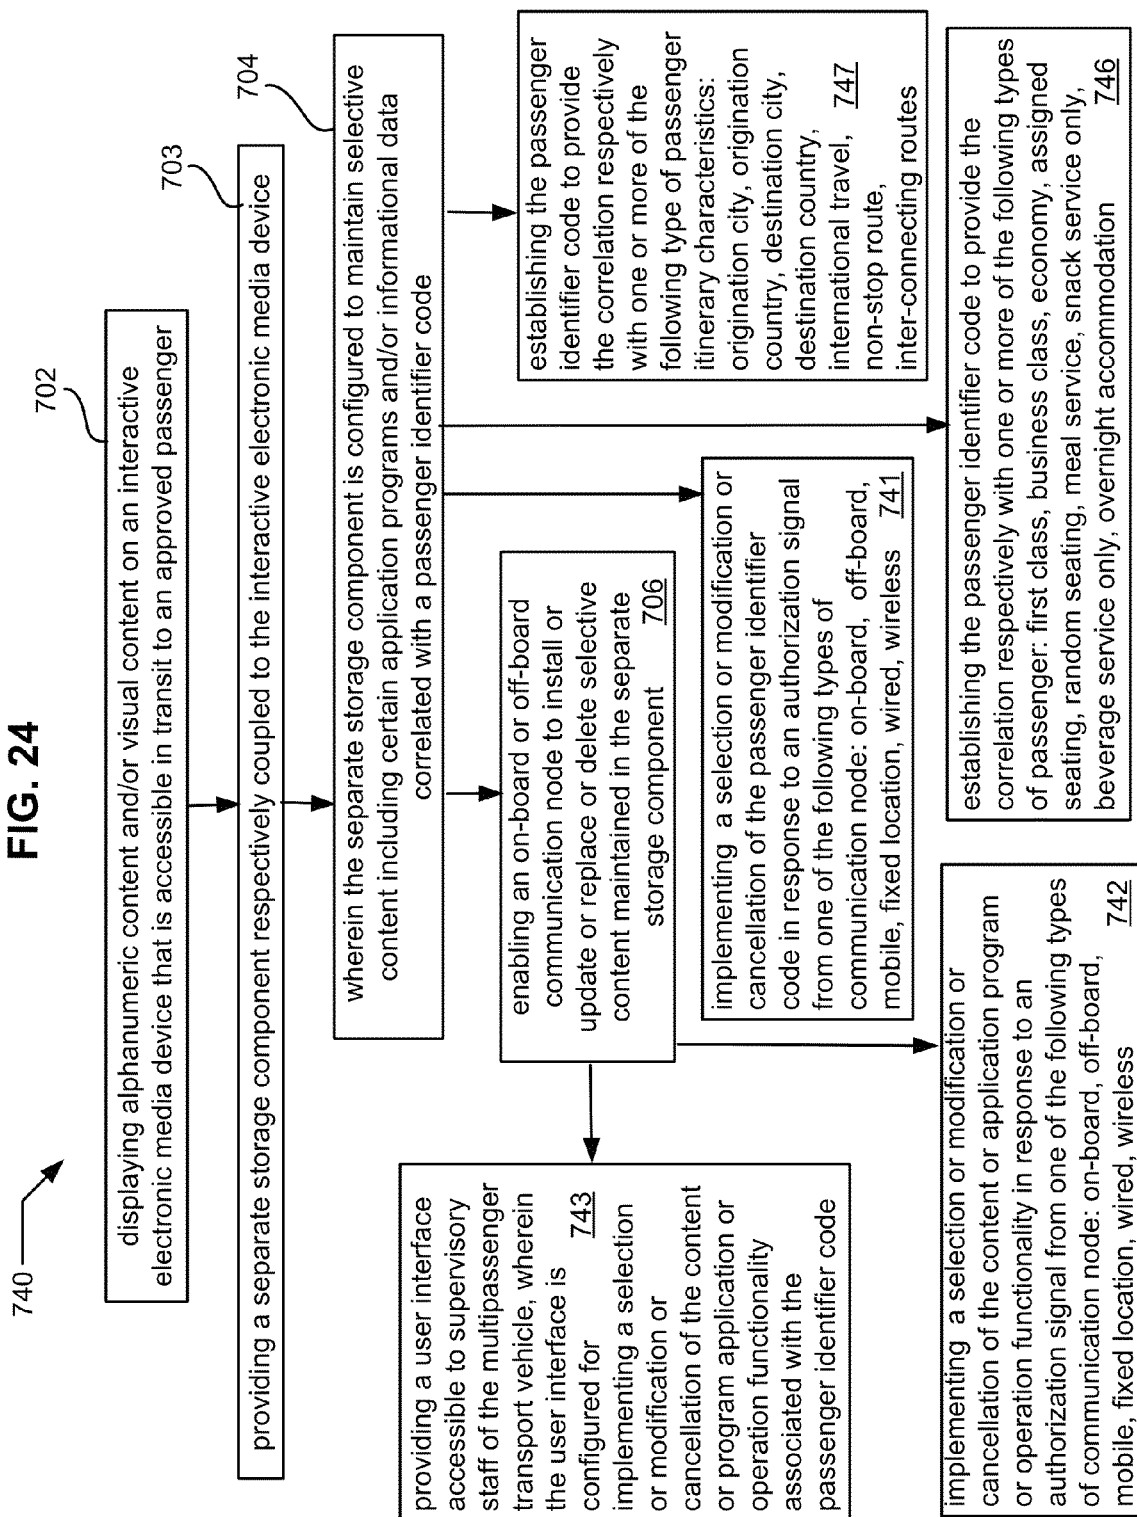 FIG. 24
740
702
displaying alphanumeric content and/or visual content on an interactive
electronic media device that is accessible in transit to an approved passenger
703
providing a separate storage component respectively coupled to the interactive electronic media device
704
wherein the separate storage component is configured to maintain selective
content including certain application programs and/or informational data
correlated with a passenger identifier code
providing a user interface
accessible to supervisory
staff of the multipassenger
transport vehicle, wherein
the user interface is
configured for 743
implementing a selection
or modification or
cancellation of the content
or program application or
operation functionality
associated with the
passenger identifier code
enabling an on-board or off-board
communication node to install or
update or replace or delete selective
content maintained in the separate
storage component 706
establishing the passenger
identifier code to provide
the correlation respectively
with one or more of the
following type of passenger
itinerary characteristics:
origination city, origination
country, destination city,
destination country,
international travel, 747
non-stop route,
inter-connecting routes
implementing a selection or modification or
cancellation of the passenger identifier
code in response to an authorization signal
from one of the following types of
communication node: on-board, off-board,
mobile, fixed location, wired, wireless 741
implementing a selection or modification or
cancellation of the content or application program
or operation functionality in response to an
authorization signal from one of the following types
of communication node: on-board, off-board,
mobile, fixed location, wired, wireless 742
establishing the passenger identifier code to provide the
correlation respectively with one or more of the following types
of passenger: first class, business class, economy, assigned
seating, random seating, meal service, snack service only,
beverage service only, overnight accommodation 746